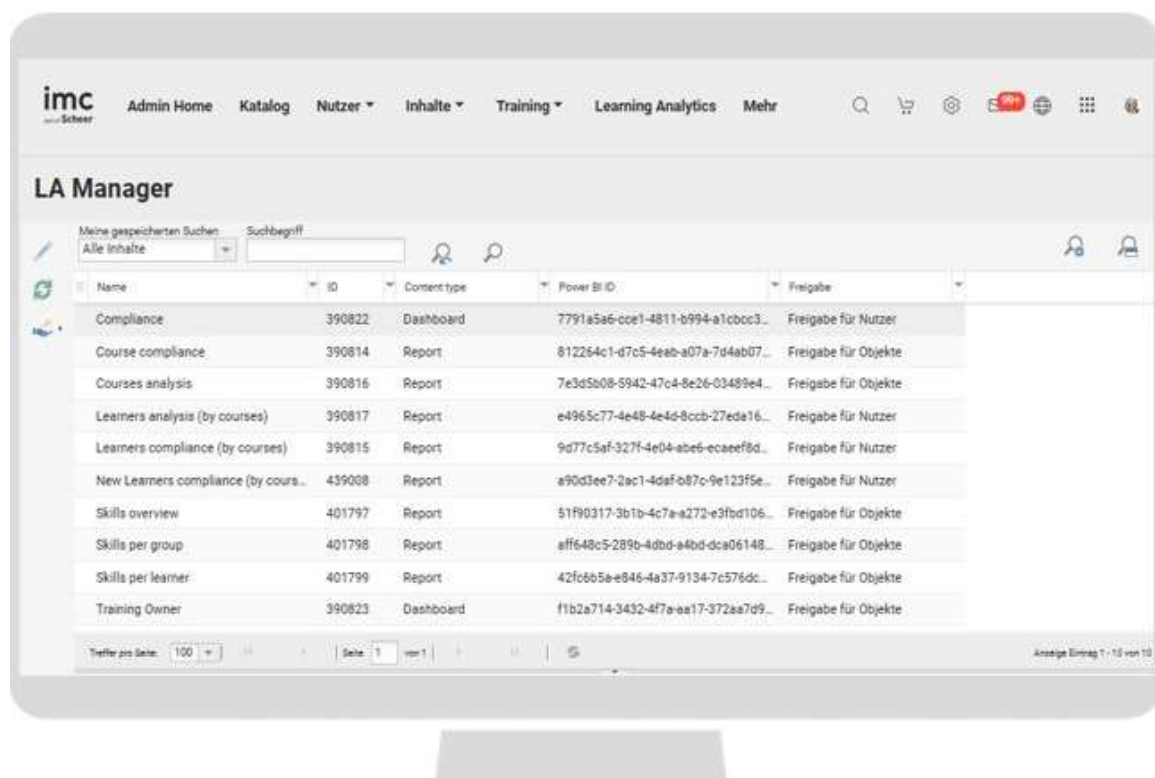 imc
Scheer
Admin Home Katalog Nutzer Inhalte Training Learning Analytics Mehr 99+
LA Manager
Meine gespeicherten Suchen Suchbegriff
Alle Inhalte
Name ID Content type Power BI ID Freigabe
Compliance 390822 Dashboard 7791a5a6-cce1-4811-b994-a1cbcc3... Freigabe für Nutzer
Course compliance 390814 Report 812264c1-d7c5-4eab-a07a-7d4ab07... Freigabe für Objekte
Courses analysis 390816 Report 7e3d5b08-5942-47c4-8e26-03489e4... Freigabe für Objekte
Learners analysis (by courses) 390817 Report e4965c77-4e48-4e4d-8ccb-27eda16... Freigabe für Nutzer
Learners compliance (by courses) 390815 Report 9d77c5af-327f-4e04-abe6-ecaeef8d... Freigabe für Nutzer
New Learners compliance (by cours... 439008 Report a90d3ee7-2ac1-4daf-b87c-9e123f5e... Freigabe für Nutzer
Skills overview 401797 Report 51f90317-3b1b-4c7a-a272-e3fbd106... Freigabe für Objekte
Skills per group 401798 Report aff648c5-289b-4dbd-a4bd-dca06148... Freigabe für Objekte
Skills per learner 401799 Report 42fc6b5a-e846-4a37-9134-7c576dc... Freigabe für Objekte
Training Owner 390823 Dashboard f1b2a714-3432-4f7a-aa17-372aa7d9... Freigabe für Objekte
Treffer pro Seite: 100 Seite 1 von 1 Anzeige Eintrag 1 - 10 von 10